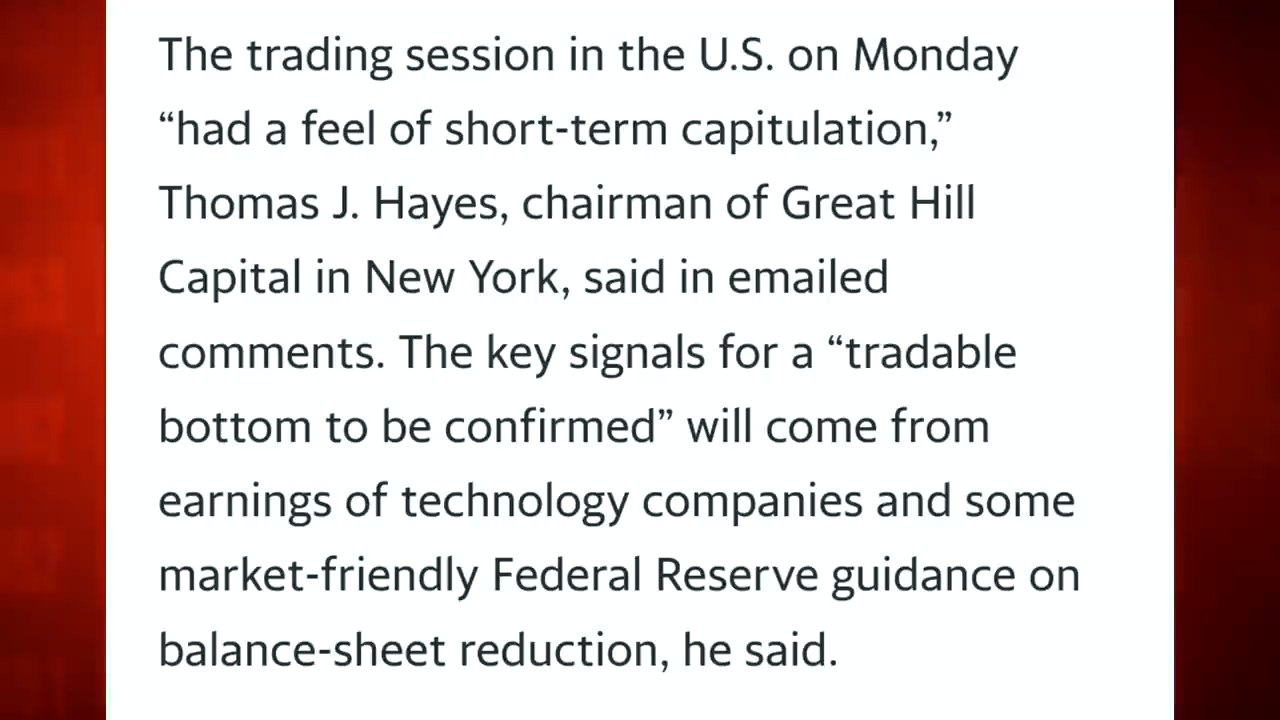 The trading session in the U.S. on Monday
“had a feel of short-term capitulation,”
Thomas J. Hayes, chairman of Great Hill
Capital in New York, said in emailed
comments. The key signals for a “tradable
bottom to be confirmed” will come from
earnings of technology companies and some
market-friendly Federal Reserve guidance on
balance-sheet reduction, he said.